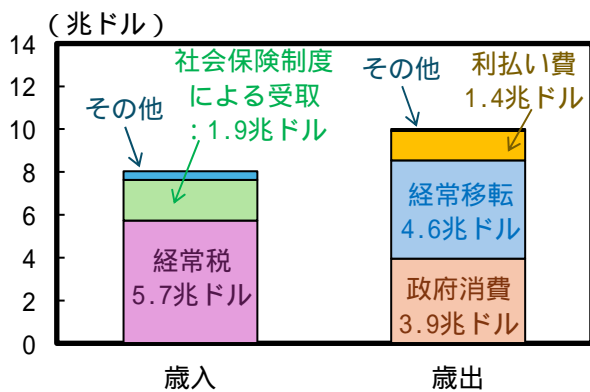 （兆ドル）
14
12
10
8
6
4
2
0
その他
社会保険制度
による受取
：1.9兆ドル
経常税
5.7兆ドル
その他
利払い費
1.4兆ドル
経常移転
4.6兆ドル
政府消費
3.9兆ドル
歳入
歳出